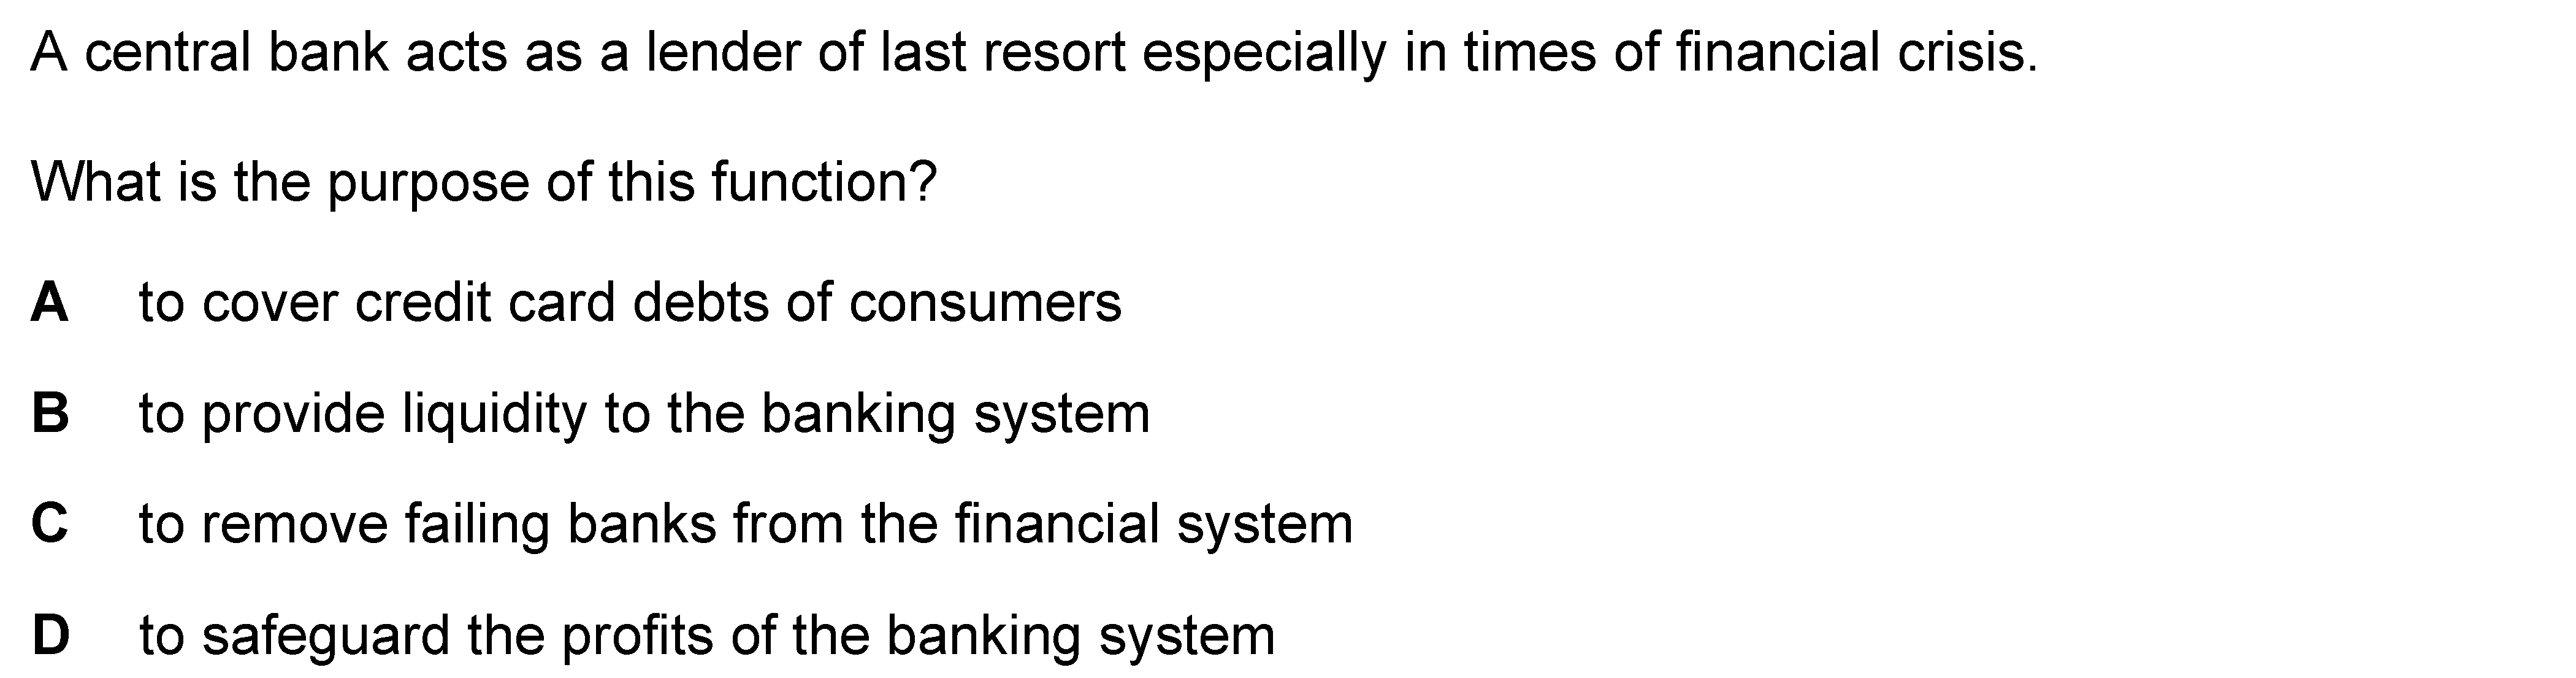 A central bank acts as a lender of last resort especially in times of financial crisis.
What is the purpose of this function?
A to cover credit card debts of consumers
B to provide liquidity to the banking system
C to remove failing banks from the financial system
D to safeguard the profits of the banking system